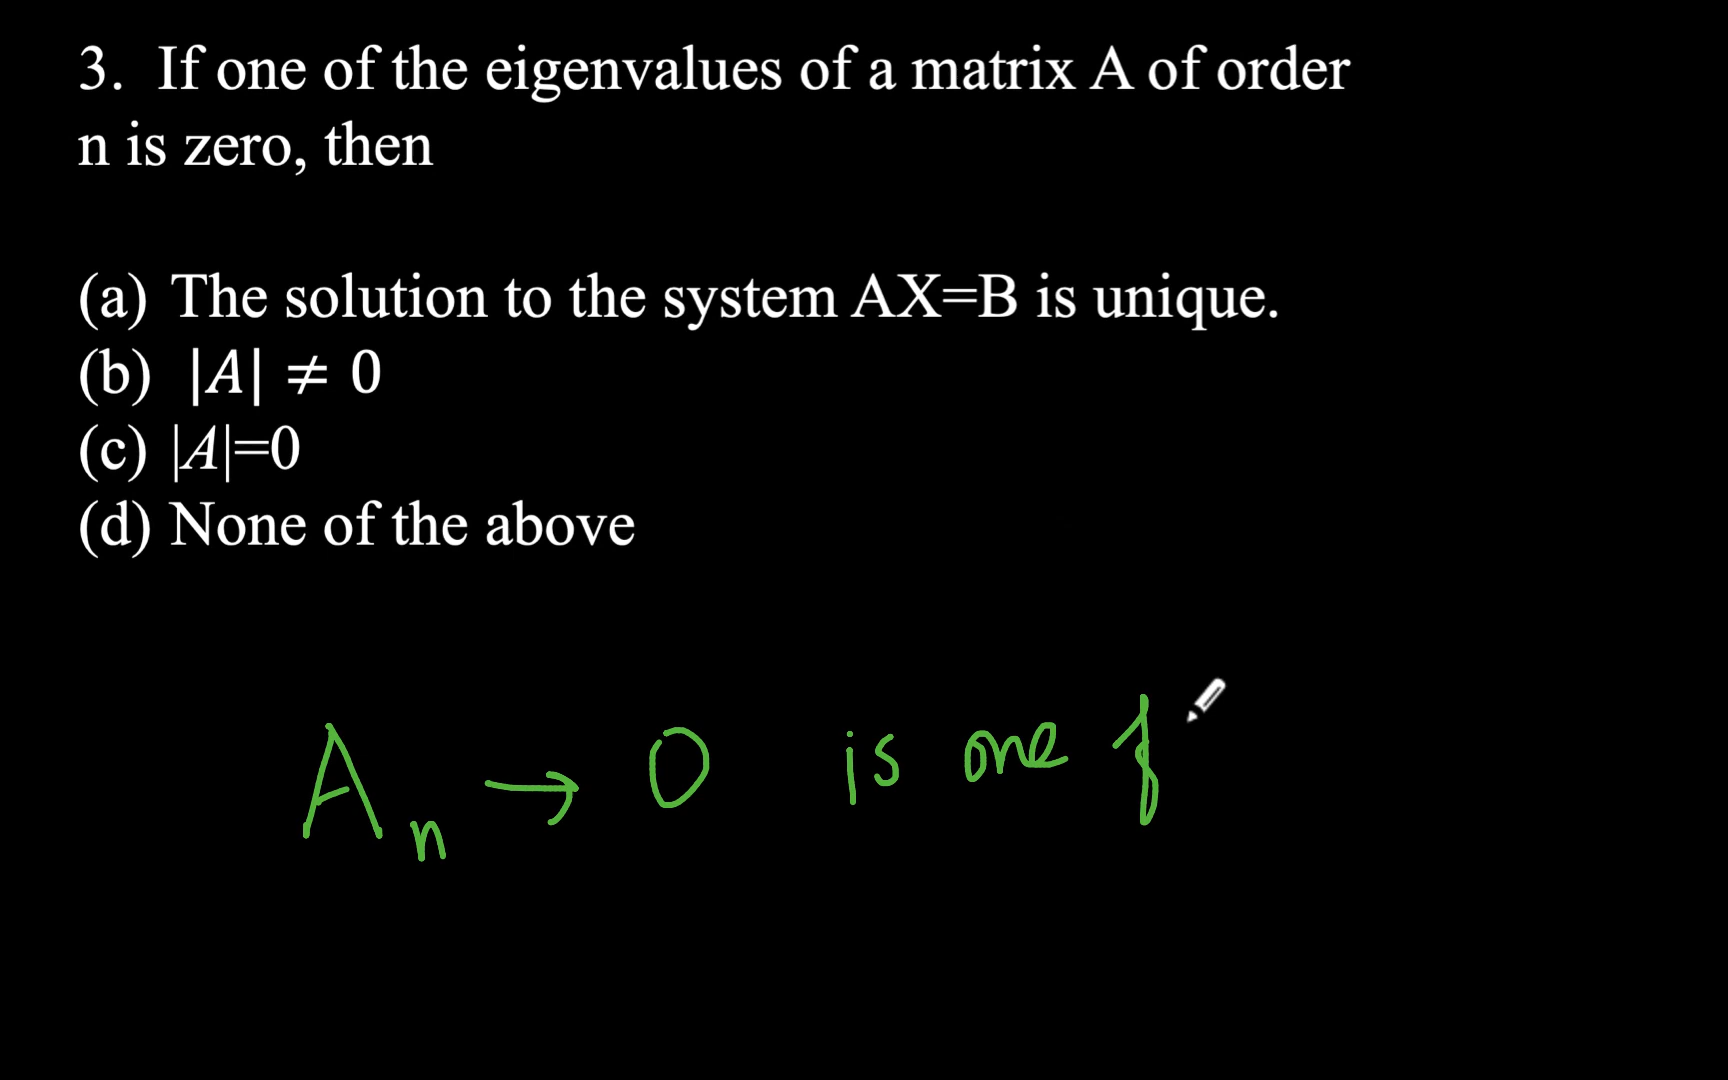 3. If one of the eigenvalues of a matrix A of order
n is zero, then
(a) The solution to the system AX=B is unique.
(b) |A| ≠ 0
(c) |A|=0
(d) None of the above
Aₙ → 0 is one f